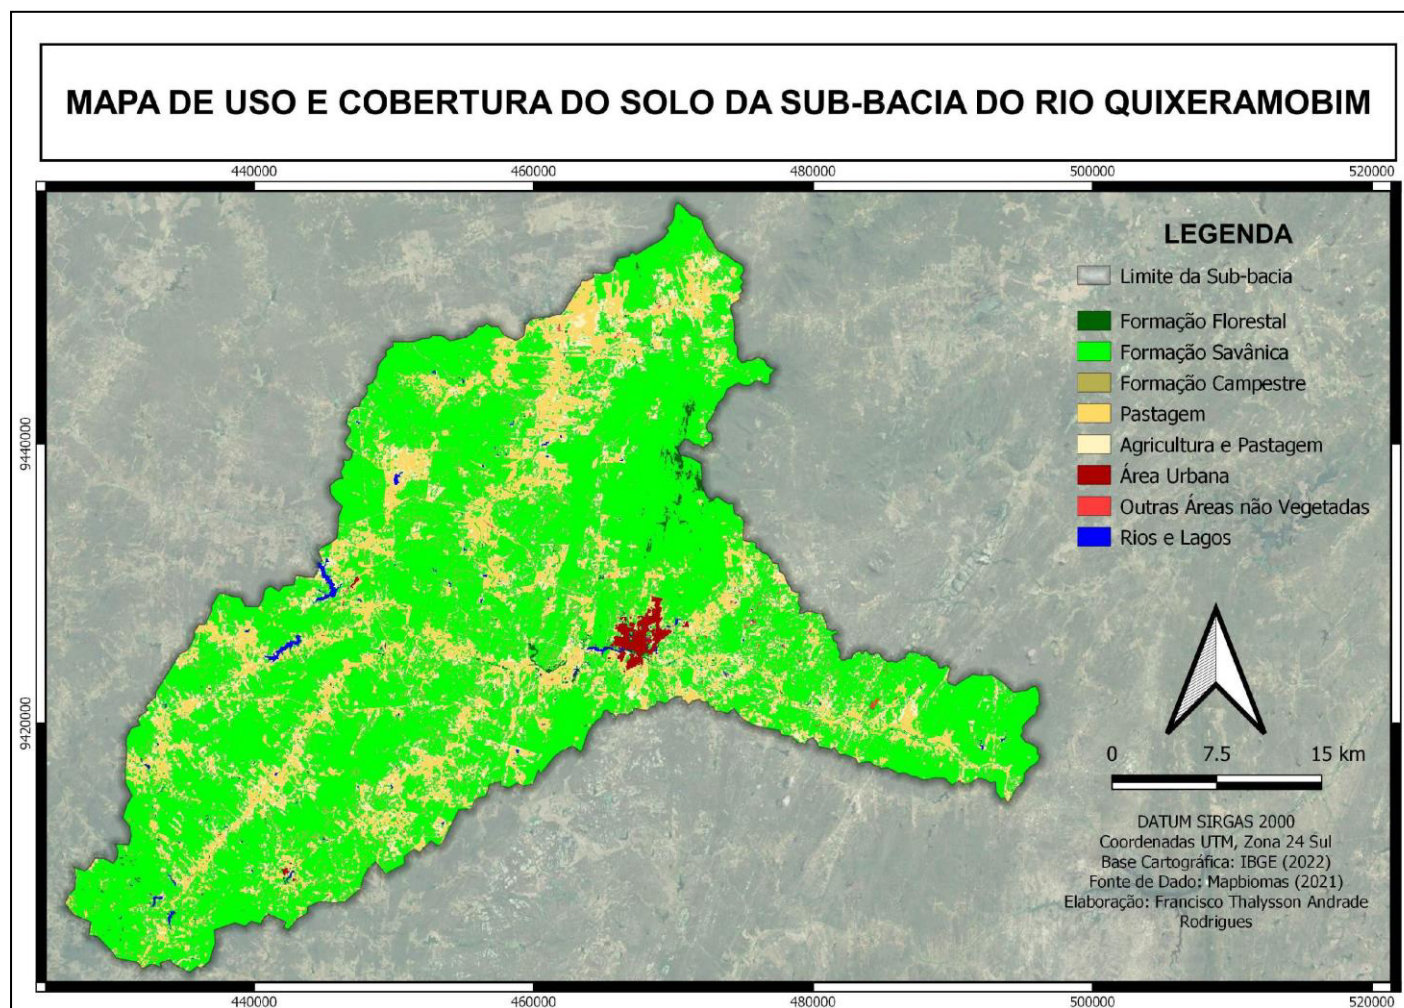 MAPA DE USO E COBERTURA DO SOLO DA SUB-BACIA DO RIO QUIXERAMOBIM
440000 460000 480000 500000 520000
LEGENDA
Limite da Sub-bacia
Formação Florestal
Formação Savânica
Formação Campestre
Pastagem
Agricultura e Pastagem
Área Urbana
Outras Áreas não Vegetadas
Rios e Lagos
9440000
9440000
9420000
9420000
0 7.5 15 km
DATUM SIRGAS 2000
Coordenadas UTM, Zona 24 Sul
Base Cartográfica: IBGE (2022)
Fonte de Dado: Mapbiomas (2021)
Elaboração: Francisco Thalysson Andrade
Rodrigues
440000 460000 480000 500000 520000